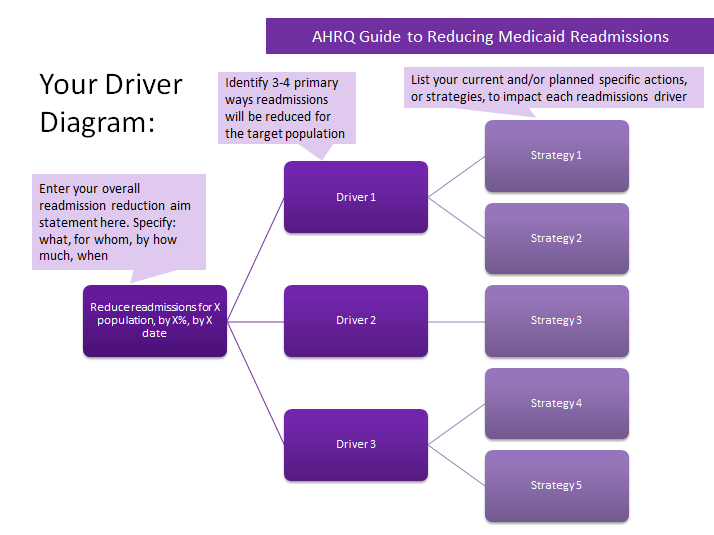 AHRQ Guide to Reducing Medicaid Readmissions
Your Driver
Diagram:
Identify 3-4 primary
ways readmissions
will be reduced for
the target population
List your current and/or planned specific actions,
or strategies, to impact each readmissions driver
Enter your overall
readmission reduction aim
statement here. Specify:
what, for whom, by how
much, when
Reduce readmissions for X
population, by X%, by X
date
Driver 1
Driver 2
Driver 3
Strategy 1
Strategy 2
Strategy 3
Strategy 4
Strategy 5